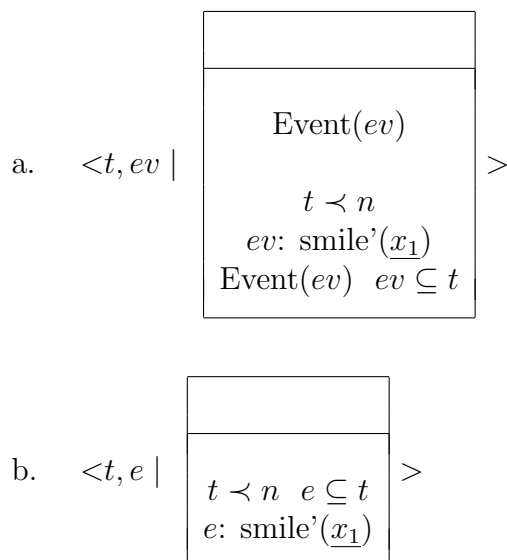 Event(ev)
a. <t, ev | >
t ≺ n
ev: smile’(x₁)
Event(ev) ev ⊆ t
b. <t, e | >
t ≺ n e ⊆ t
e: smile’(x₁)